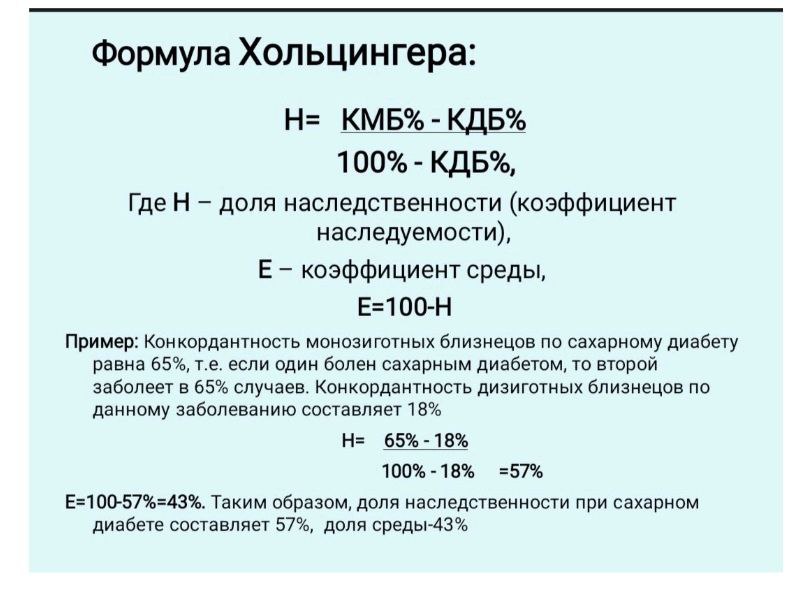 Формула Хольцингера:
Н= КМБ% - КДБ%
100% - КДБ%,
Где Н – доля наследственности (коэффициент
наследуемости),
Е – коэффициент среды,
Е=100-Н
Пример: Конкордантность монозиготных близнецов по сахарному диабету
равна 65%, т.е. если один болен сахарным диабетом, то второй
заболеет в 65% случаев. Конкордантность дизиготных близнецов по
данному заболеванию составляет 18%
Н= 65% - 18%
100% - 18% =57%
Е=100-57%=43%. Таким образом, доля наследственности при сахарном
диабете составляет 57%, доля среды-43%